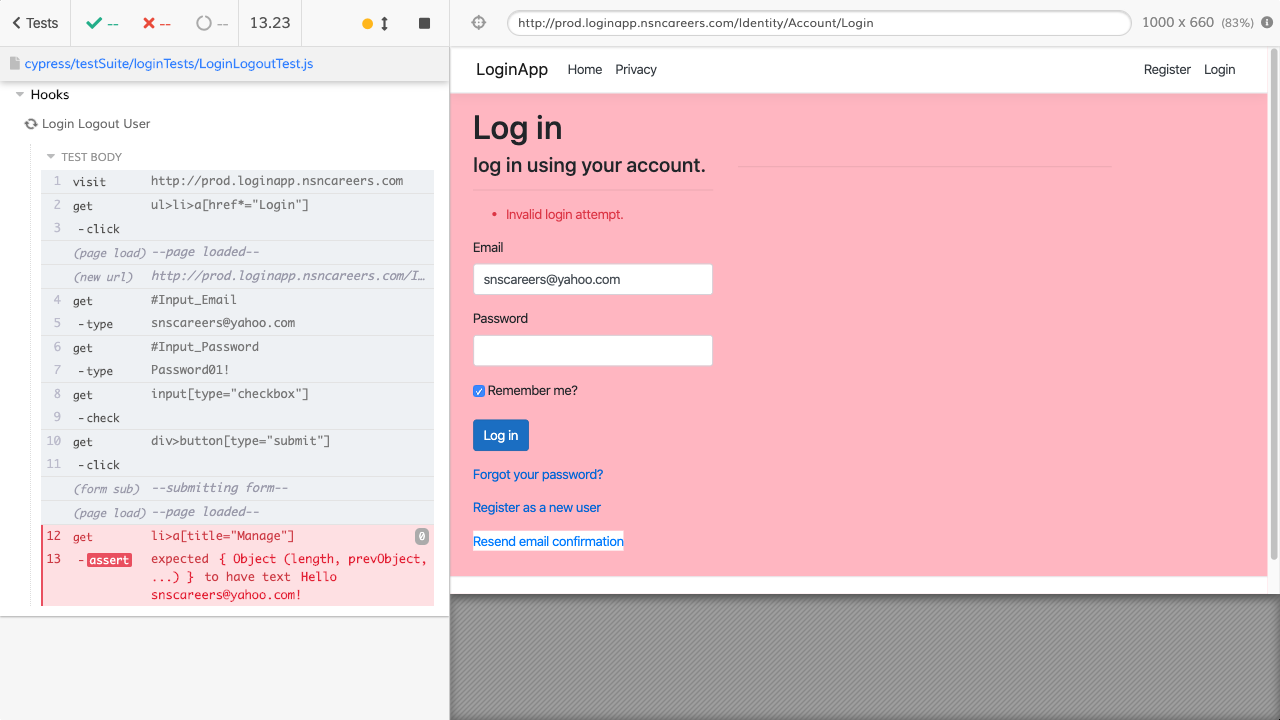 Tests -- -- -- 13.23
cypress/testSuite/loginTests/LoginLogoutTest.js
Hooks
Login Logout User
TEST BODY
1 visit http://prod.loginapp.nsncareers.com
2 get ul>li>a[href*="Login"]
3 -click
(page load) --page loaded--
(new url) http://prod.loginapp.nsncareers.com/I…
4 get #Input_Email
5 -type snscareers@yahoo.com
6 get #Input_Password
7 -type Password01!
8 get input[type="checkbox"]
9 -check
10 get div>button[type="submit"]
11 -click
(form sub) --submitting form--
(page load) --page loaded--
12 get li>a[title="Manage"] 0
13 -assert expected { Object (length, prevObject,
...) } to have text Hello
snscareers@yahoo.com!
http://prod.loginapp.nsncareers.com/Identity/Account/Login 1000 x 660 (83%)
LoginApp Home Privacy Register Login
Log in
log in using your account.
• Invalid login attempt.
Email
snscareers@yahoo.com
Password
Remember me?
Log in
Forgot your password?
Register as a new user
Resend email confirmation